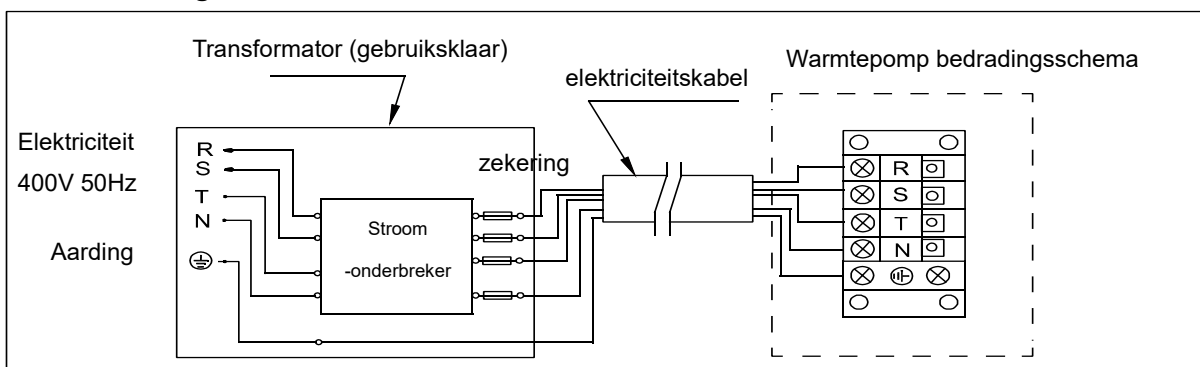 Transformator (gebruiksklaar)
elektriciteitskabel
Warmtepomp bedradingsschema
Elektriciteit
400V 50Hz
Aarding
R
S
T
N
zekering
Stroom
-onderbreker
R
S
T
N